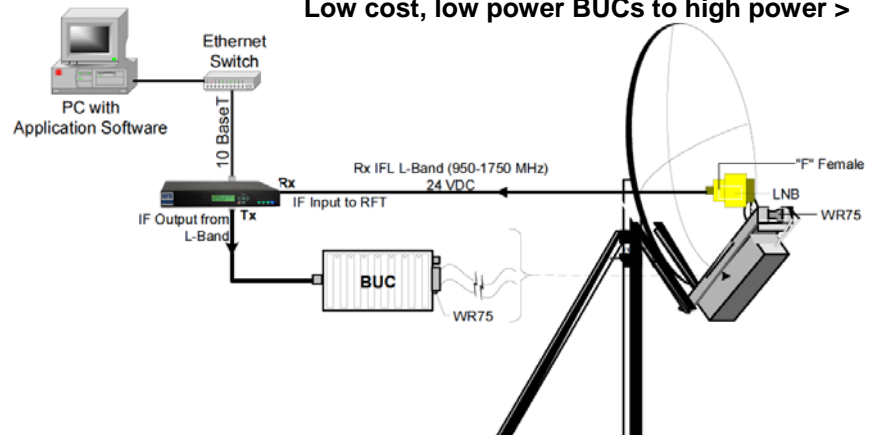 Low cost, low power BUCs to high power >
Ethernet
Switch
PC with
Application Software
10 BaseT
Rx IFL L-Band (950-1750 MHz)
24 VDC
"F" Female
LNB
WR75
Rx
IF Input to RFT
Tx
IF Output from
L-Band
BUC
WR75